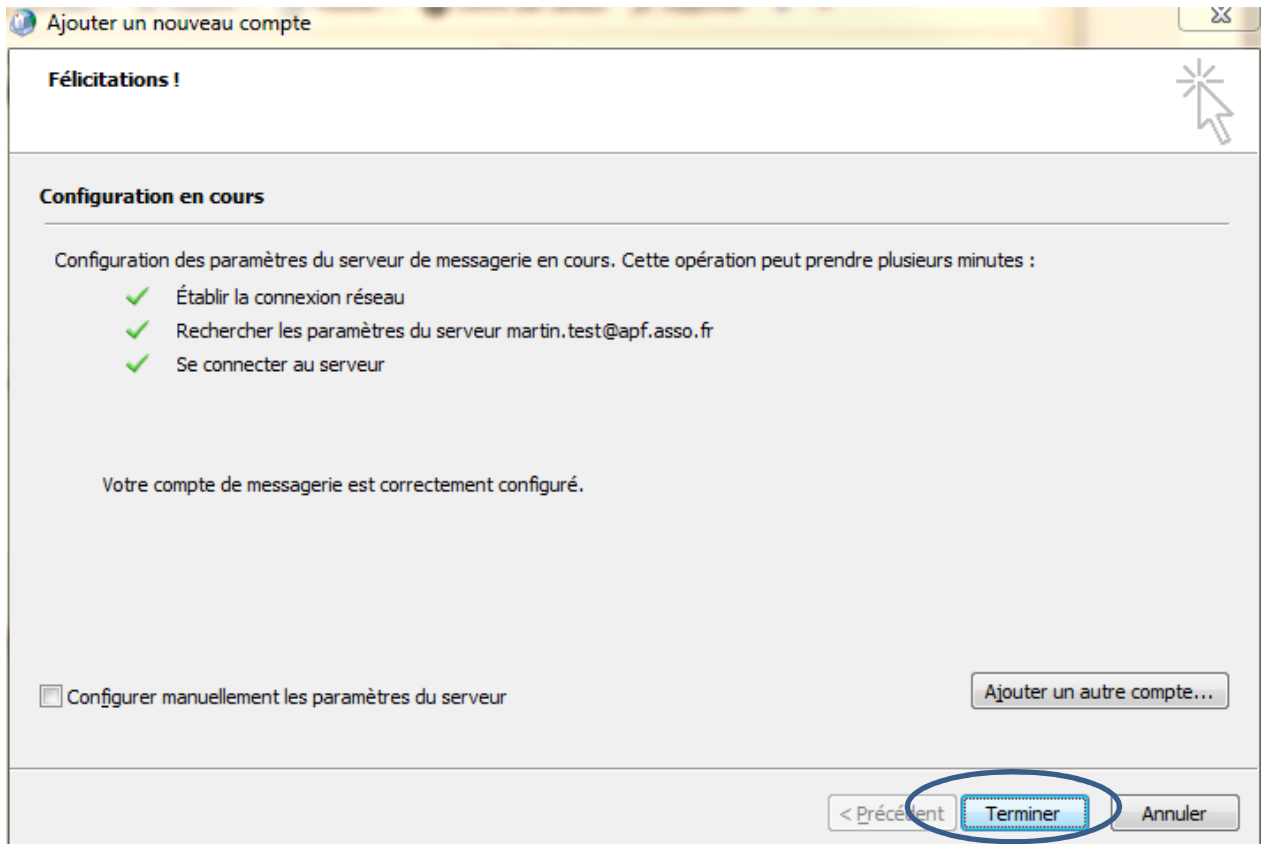 Ajouter un nouveau compte
Félicitations !
Configuration en cours
Configuration des paramètres du serveur de messagerie en cours. Cette opération peut prendre plusieurs minutes :
Établir la connexion réseau
Rechercher les paramètres du serveur martin.test@apf.asso.fr
Se connecter au serveur
Votre compte de messagerie est correctement configuré.
Configurer manuellement les paramètres du serveur
Ajouter un autre compte...
< Précédent Terminer Annuler